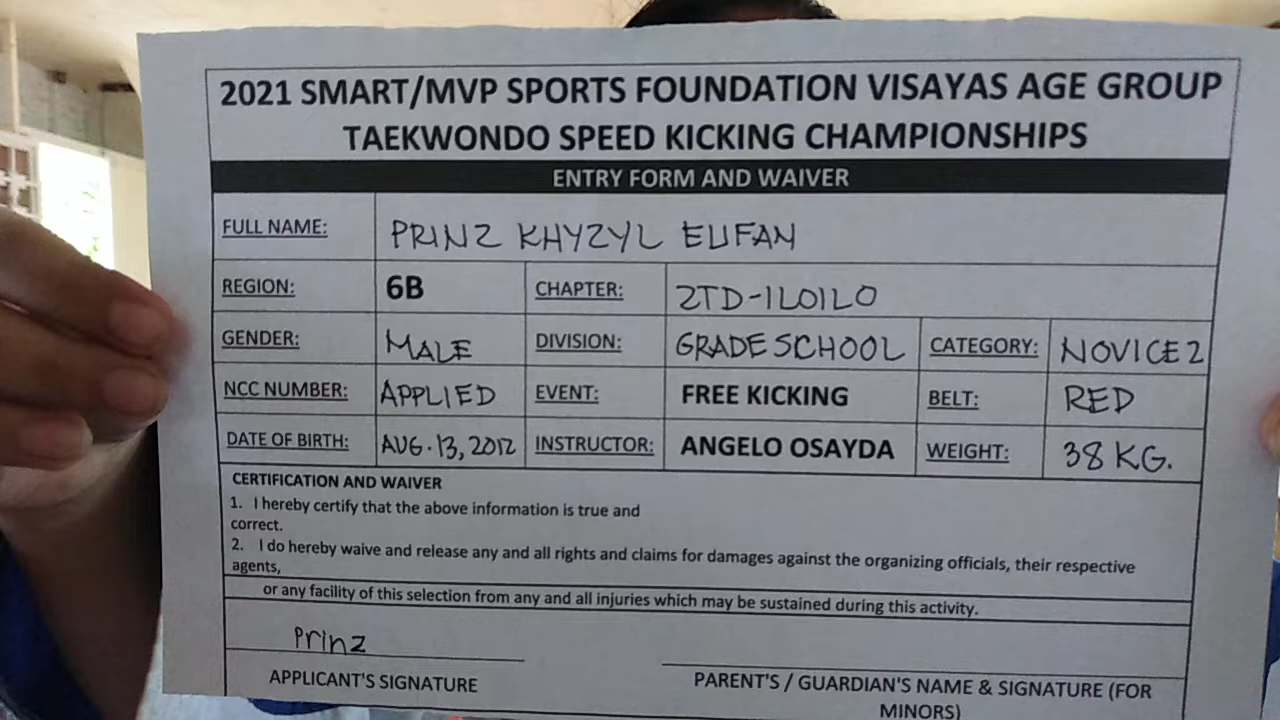 2021 SMART/MVP SPORTS FOUNDATION VISAYAS AGE GROUP
TAEKWONDO SPEED KICKING CHAMPIONSHIPS
ENTRY FORM AND WAIVER
FULL NAME: PRINZ KHYZYL ELIFAN
REGION: 6B CHAPTER: ZTD-ILOILO
GENDER: MALE DIVISION: GRADE SCHOOL CATEGORY: NOVICE 2
NCC NUMBER: APPLIED EVENT: FREE KICKING BELT: RED
DATE OF BIRTH: AUG. 13, 2012 INSTRUCTOR: ANGELO OSAYDA WEIGHT: 38 KG.
CERTIFICATION AND WAIVER
1. I hereby certify that the above information is true and
correct.
2. I do hereby waive and release any and all rights and claims for damages against the organizing officials, their respective
agents,
or any facility of this selection from any and all injuries which may be sustained during this activity.
Prinz
APPLICANT'S SIGNATURE PARENT'S / GUARDIAN'S NAME & SIGNATURE (FOR
MINORS)